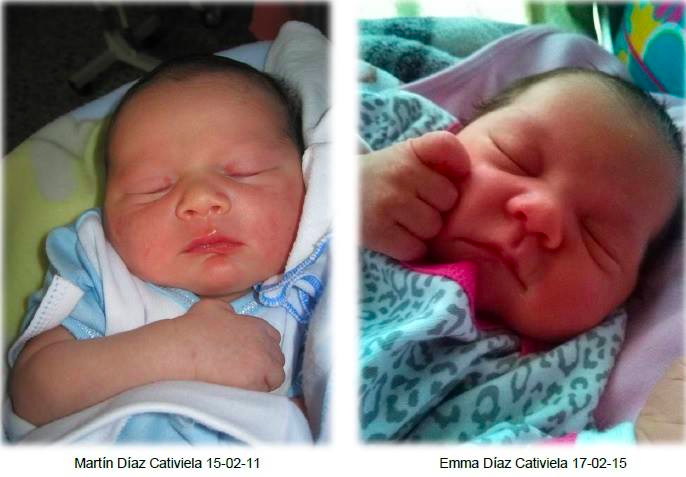 Martín Díaz Cativiela 15-02-11
Emma Díaz Cativiela 17-02-15